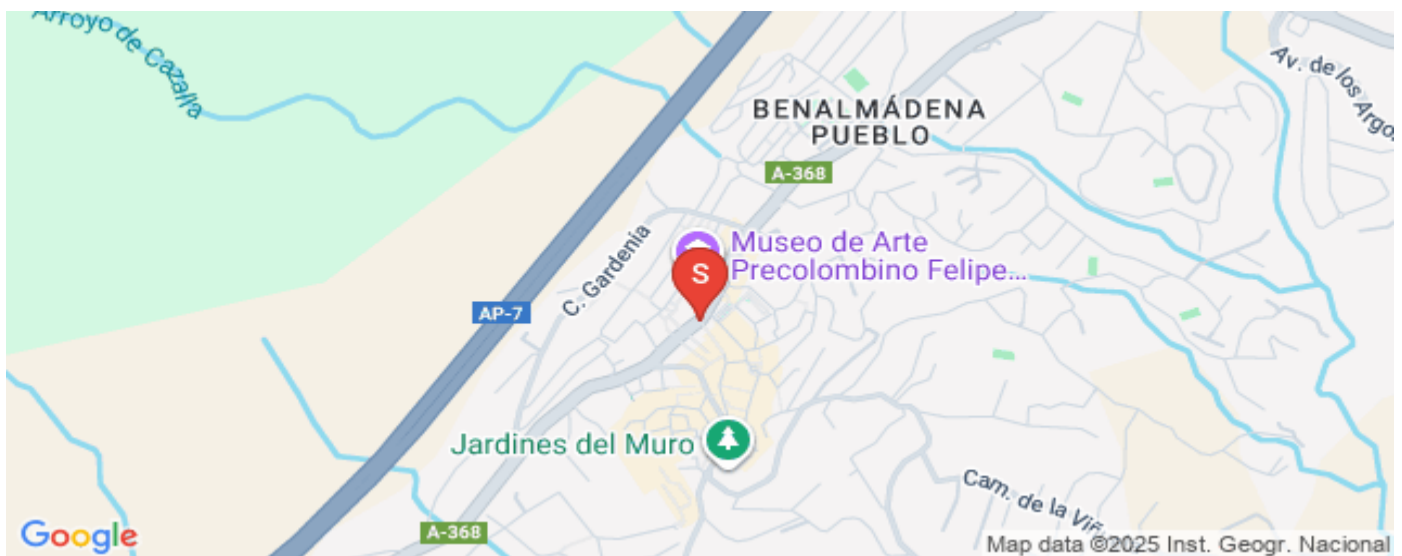 Arroyo de Cazalla
BENALMÁDENA
PUEBLO
Av. de los Argo
A-368
Museo de Arte
Precolombino Felipe...
C. Gardenia
S
AP-7
Jardines del Muro
Cam. de la Viñ
A-368
Google
Map data ©2025 Inst. Geogr. Nacional